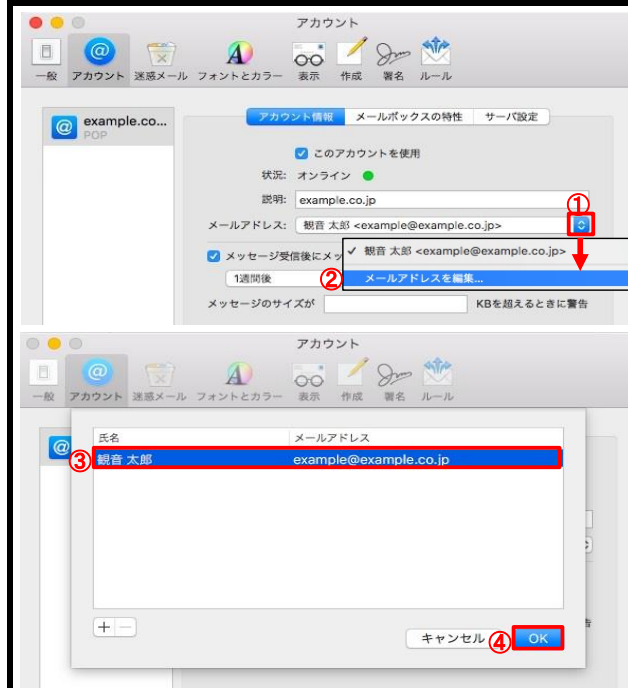 アカウント
一般 アカウント 迷惑メール フォントとカラー 表示 作成 署名 ルール
example.co...
POP
アカウント情報 メールボックスの特性 サーバ設定
このアカウントを使用
状況: オンライン
説明: example.co.jp
①
メールアドレス: 観音 太郎 <example@example.co.jp>
メッセージ受信後にメッ
✓ 観音 太郎 <example@example.co.jp>
1週間後
② メールアドレスを編集...
メッセージのサイズが KBを超えるときに警告
アカウント
一般 アカウント 迷惑メール フォントとカラー 表示 作成 署名 ルール
氏名 メールアドレス
③ 観音 太郎 example@example.co.jp
+ −
キャンセル ④ OK